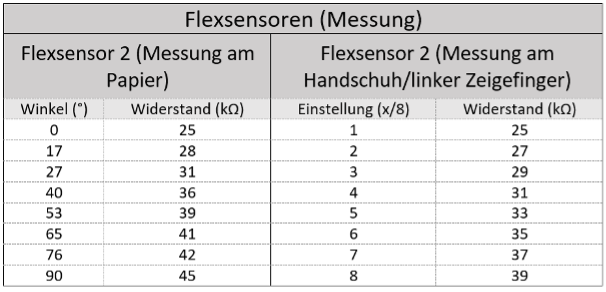 Flexsensoren (Messung)
Flexsensor 2 (Messung am Papier) Flexsensor 2 (Messung am Handschuh/linker Zeigefinger)
Winkel (°) Widerstand (kΩ) Einstellung (x/8) Widerstand (kΩ)
0 25 1 25
17 28 2 27
27 31 3 29
40 36 4 31
53 39 5 33
65 41 6 35
76 42 7 37
90 45 8 39